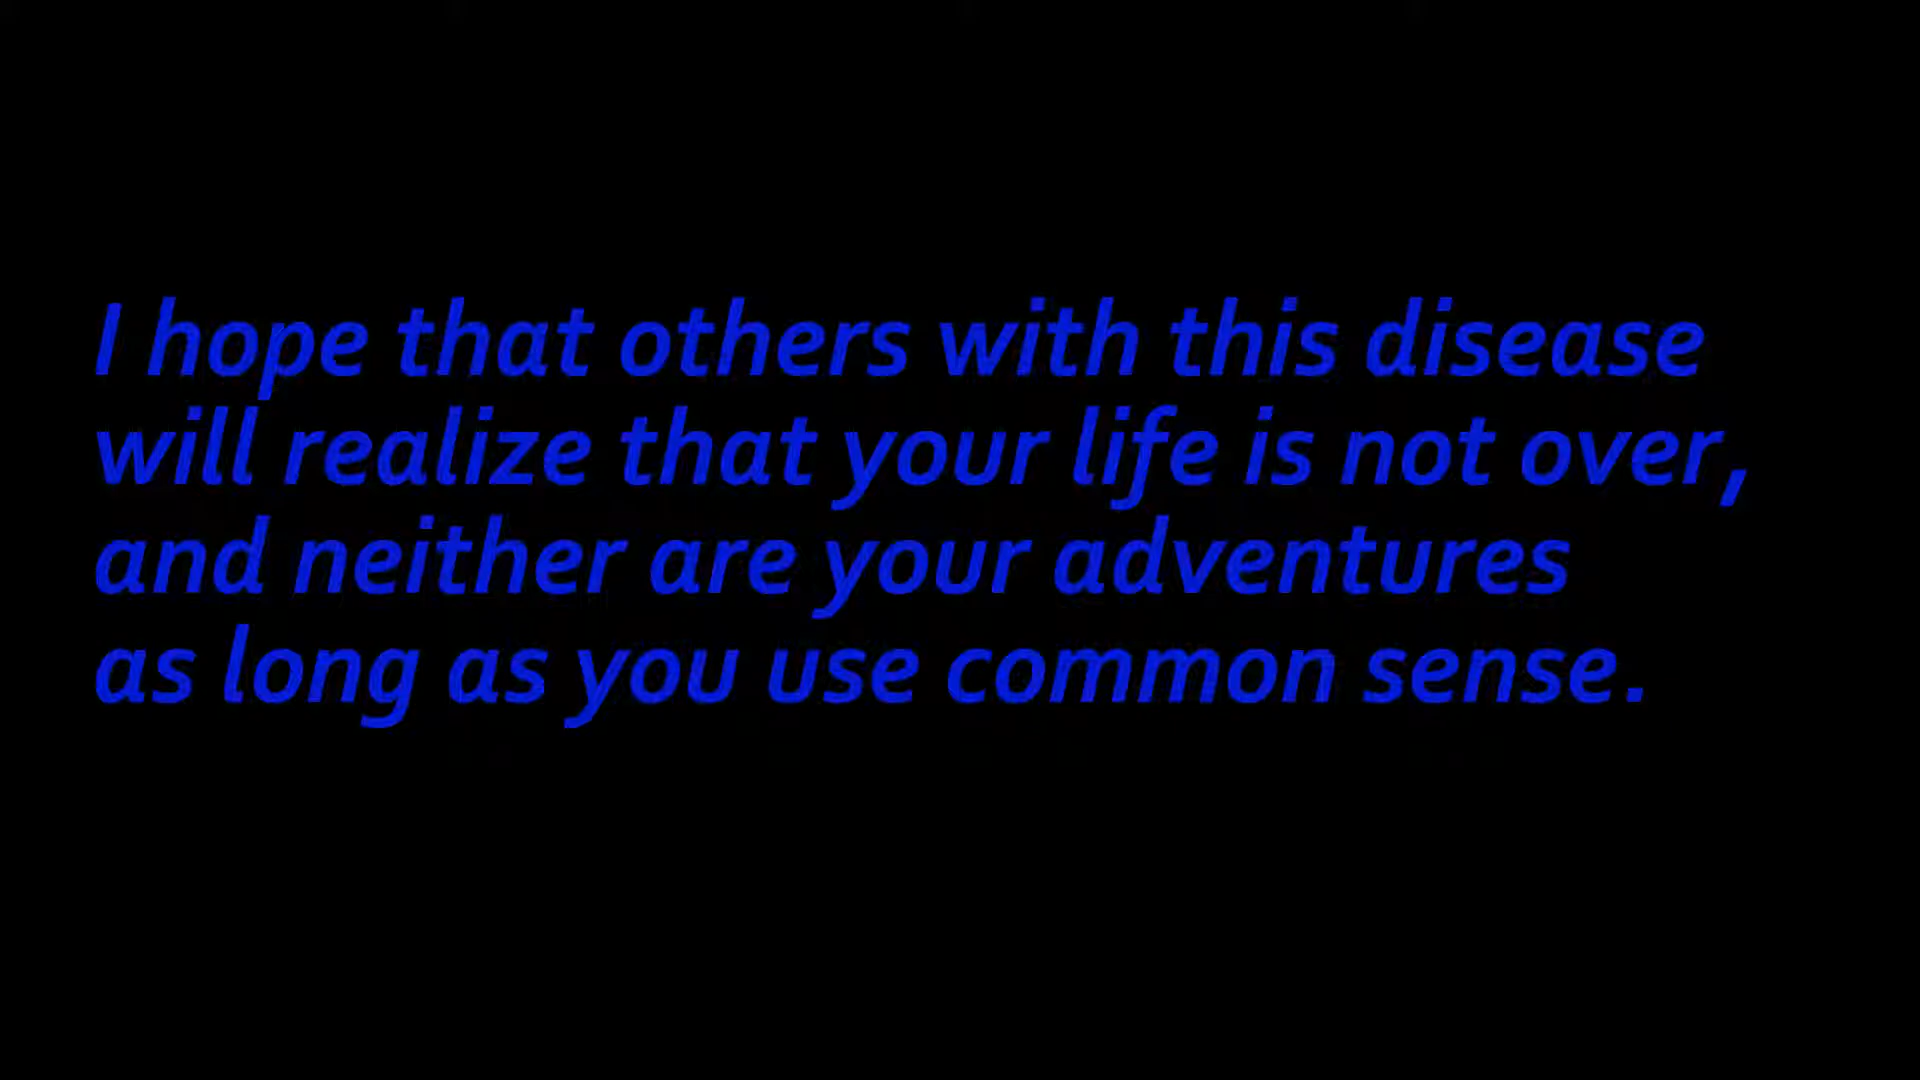 I hope that others with this disease
will realize that your life is not over,
and neither are your adventures
as long as you use common sense.